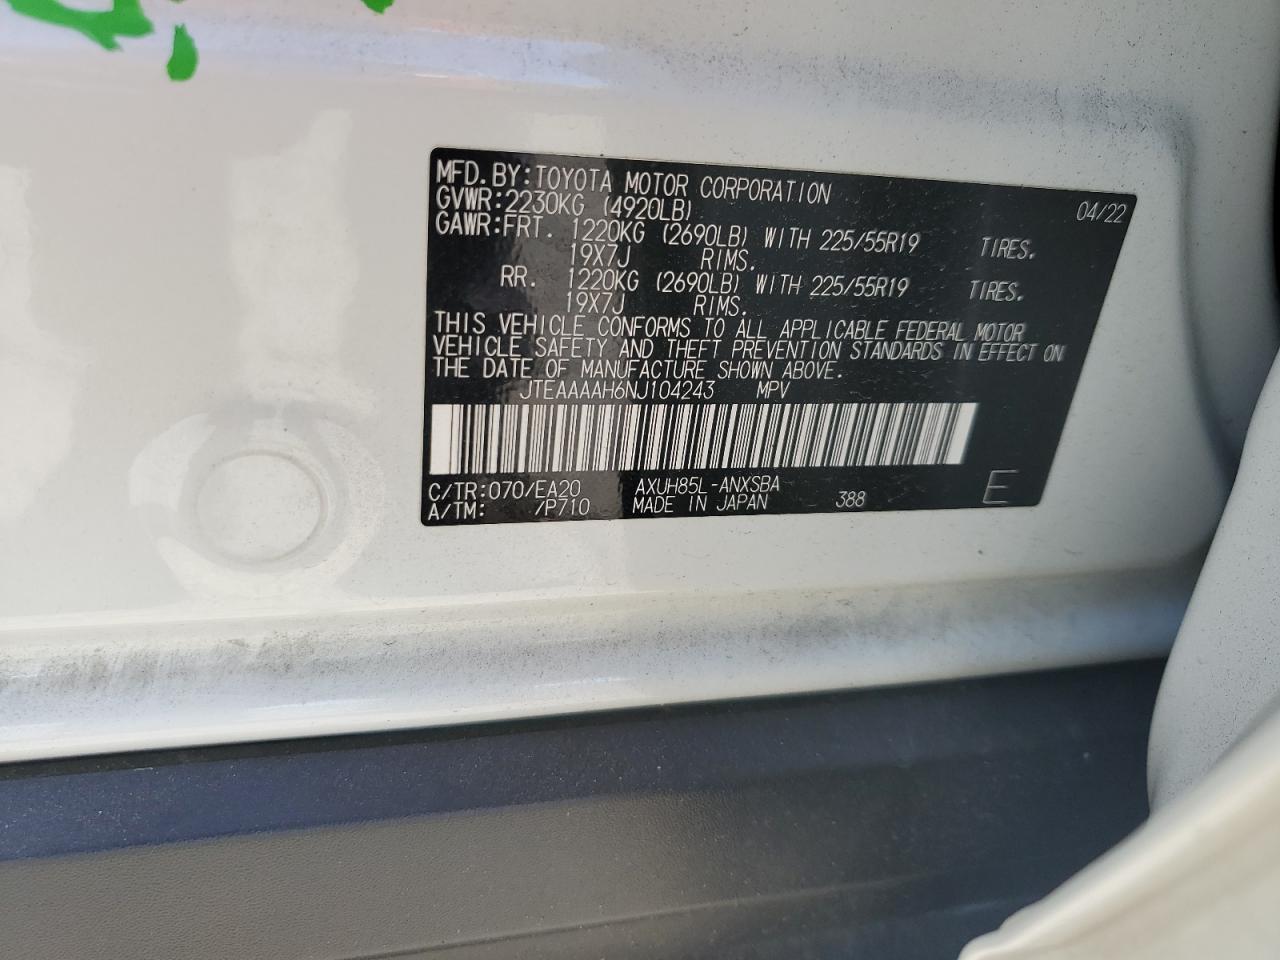 MFD.BY:TOYOTA MOTOR CORPORATION 04/22
GVWR:2230KG (4920LB)
GAWR:FRT. 1220KG (2690LB) WITH 225/55R19 TIRES.
19X7J RIMS.
RR. 1220KG (2690LB) WITH 225/55R19 TIRES.
19X7J RIMS.
THIS VEHICLE CONFORMS TO ALL APPLICABLE FEDERAL MOTOR
VEHICLE SAFETY AND THEFT PREVENTION STANDARDS IN EFFECT ON
THE DATE OF MANUFACTURE SHOWN ABOVE.
JTEAAAAH6NJ104243 MPV
C/TR:070/EA20 AXUH85L-ANXSBA
A/TM: /P710 MADE IN JAPAN 388 E